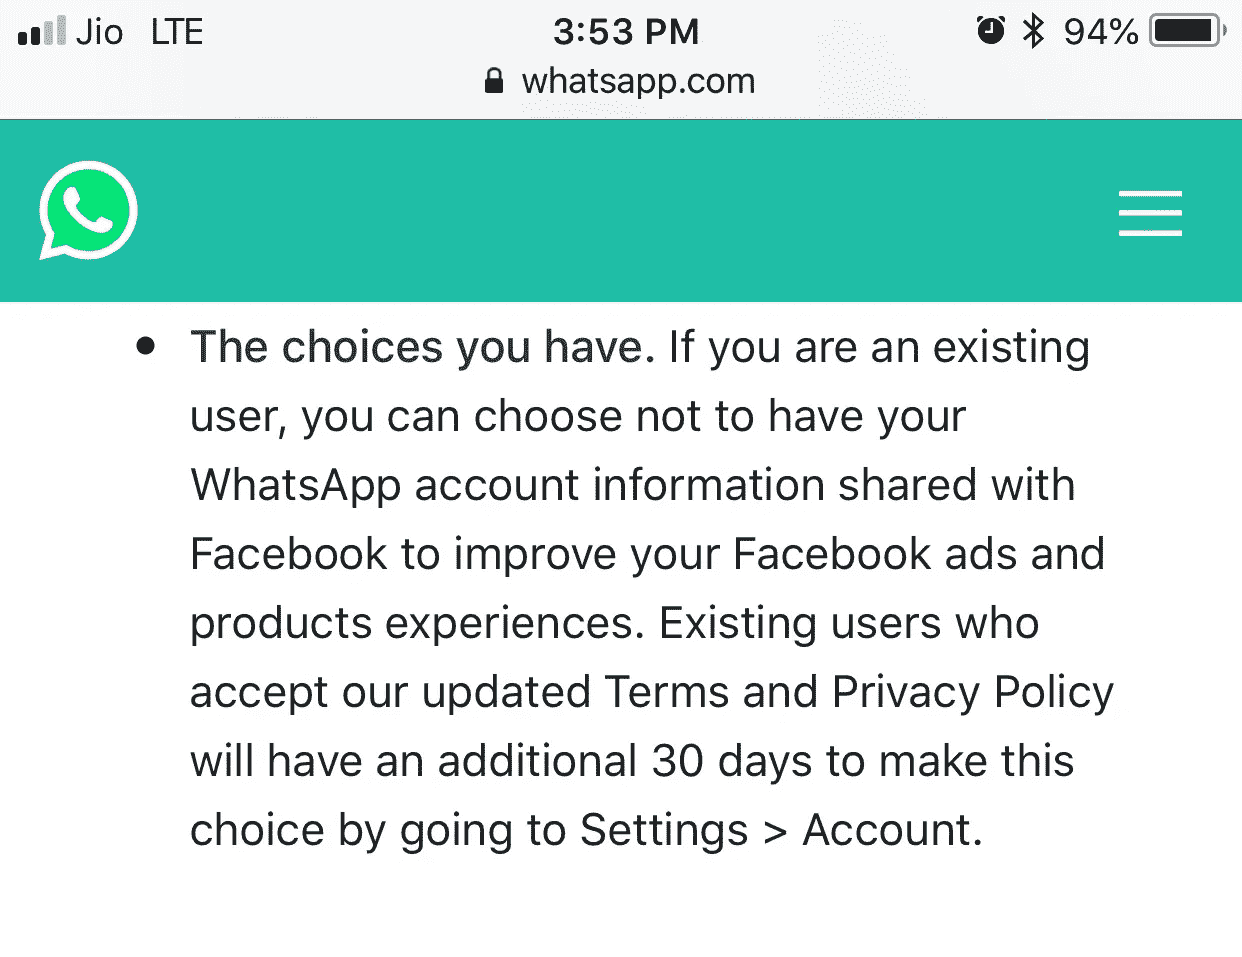 Jio LTE 3:53 PM 94%
whatsapp.com
• The choices you have. If you are an existing
user, you can choose not to have your
WhatsApp account information shared with
Facebook to improve your Facebook ads and
products experiences. Existing users who
accept our updated Terms and Privacy Policy
will have an additional 30 days to make this
choice by going to Settings > Account.